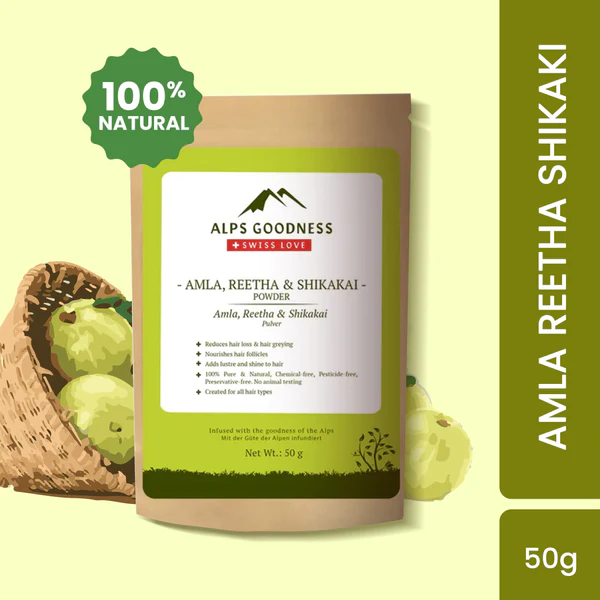 100%
NATURAL
ALPS GOODNESS
+ SWISS LOVE
- AMLA, REETHA & SHIKAKAI -
POWDER
Amla, Reetha & Shikakai
Pulver
+ Reduces hair loss & hair greying
+ Nourishes hair follicles
+ Adds lustre and shine to hair
+ 100% Pure & Natural, Chemical-free, Pesticide-free,
Preservative-free. No animal testing
+ Created for all hair types
Infused with the goodness of the Alps
Mit der Güte der Alpen infundiert
Net Wt.: 50 g
AMLA REETHA SHIKAKI
50g